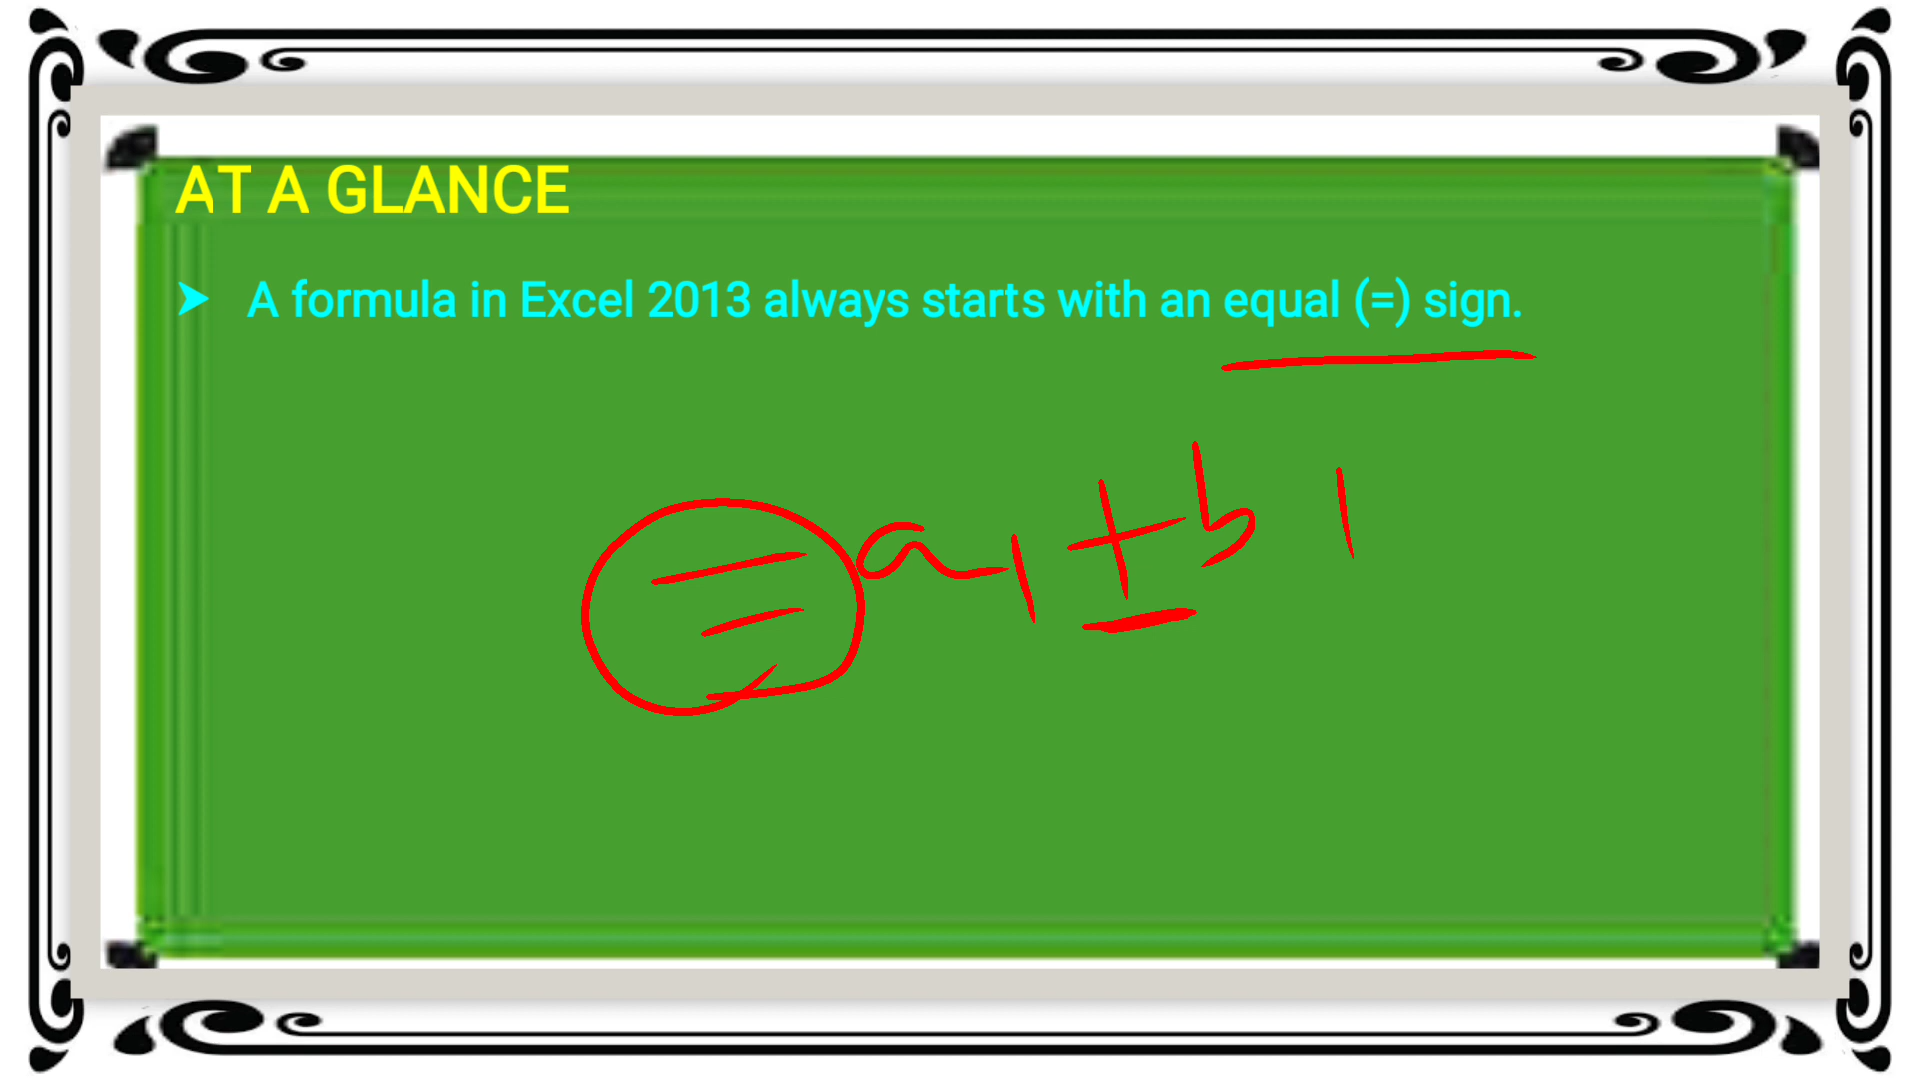 AT A GLANCE
➤ A formula in Excel 2013 always starts with an equal (=) sign.
=a1+b1